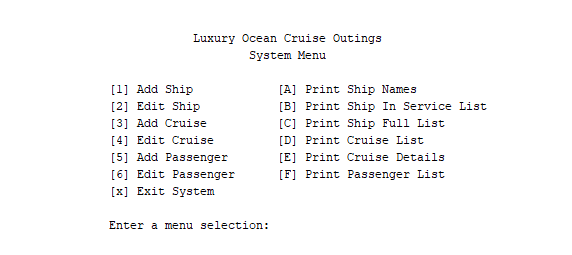 Luxury Ocean Cruise Outings
System Menu
[1] Add Ship [A] Print Ship Names
[2] Edit Ship [B] Print Ship In Service List
[3] Add Cruise [C] Print Ship Full List
[4] Edit Cruise [D] Print Cruise List
[5] Add Passenger [E] Print Cruise Details
[6] Edit Passenger [F] Print Passenger List
[x] Exit System
Enter a menu selection: